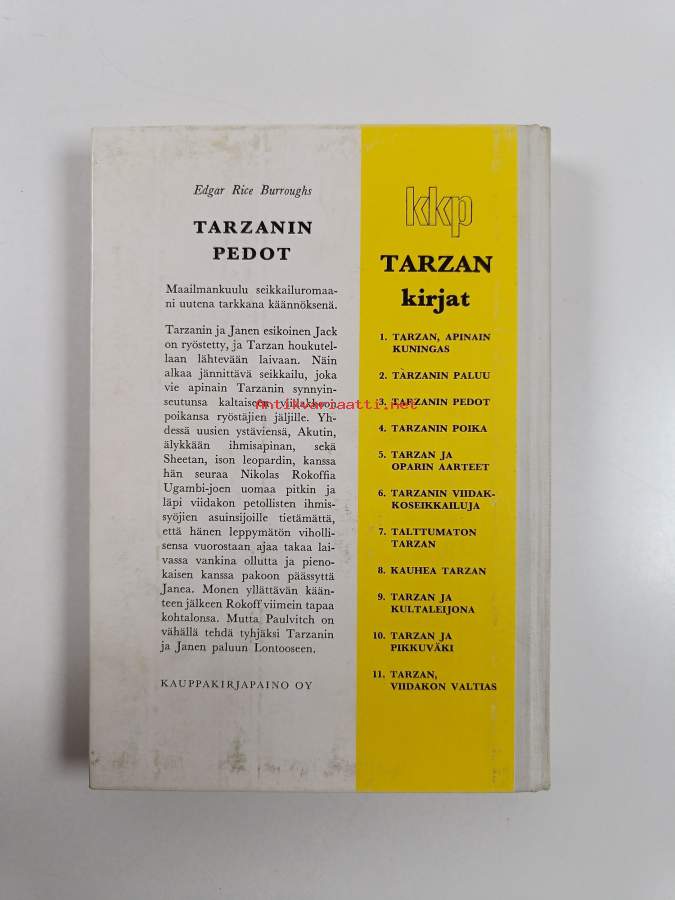 Edgar Rice Burroughs
TARZANIN
PEDOT
Maailmankuulu seikkailuromaa-
ni uutena tarkkana käännöksenä.
Tarzanin ja Janen esikoinen Jack
on ryöstetty, ja Tarzan houkutel-
laan lähtevään laivaan. Näin
alkaa jännittävä seikkailu, joka
vie apinain Tarzanin synnyin-
seutunsa kaltaiseen viidakkoon
poikansa ryöstäjien jäljille. Yh-
dessä uusien ystäviensä, Akutin,
älykkään ihmisapinan, sekä
Sheetan, ison leopardin, kanssa
hän seuraa Nikolas Rokoffia
Ugambi-joen uomaa pitkin ja
läpi viidakon petollisten ihmis-
syöjien asuinsijoille tietämättä,
että hänen leppymätön viholli-
sensa vuorostaan ajaa takaa lai-
vassa vankina ollutta ja pieno-
kaisen kanssa pakoon päässyttä
Janea. Monen yllättävän kään-
teen jälkeen Rokoff viimein tapaa
kohtalonsa. Mutta Paulvitch on
vähällä tehdä tyhjäksi Tarzanin
ja Janen paluun Lontooseen.
KAUPPAKIRJAPAINO OY
kkp
TARZAN
kirjat
1. TARZAN, APINAIN
KUNINGAS
2. TARZANIN PALUU
3. TARZANIN PEDOT
4. TARZANIN POIKA
5. TARZAN JA
OPARIN AARTEET
6. TARZANIN VIIDAK-
KOSEIKKAILUJA
7. TALTTUMATON
TARZAN
8. KAUHEA TARZAN
9. TARZAN JA
KULTALEIJONA
10. TARZAN JA
PIKKUVÄKI
11. TARZAN,
VIIDAKON VALTIAS
Antikvariaatti.net